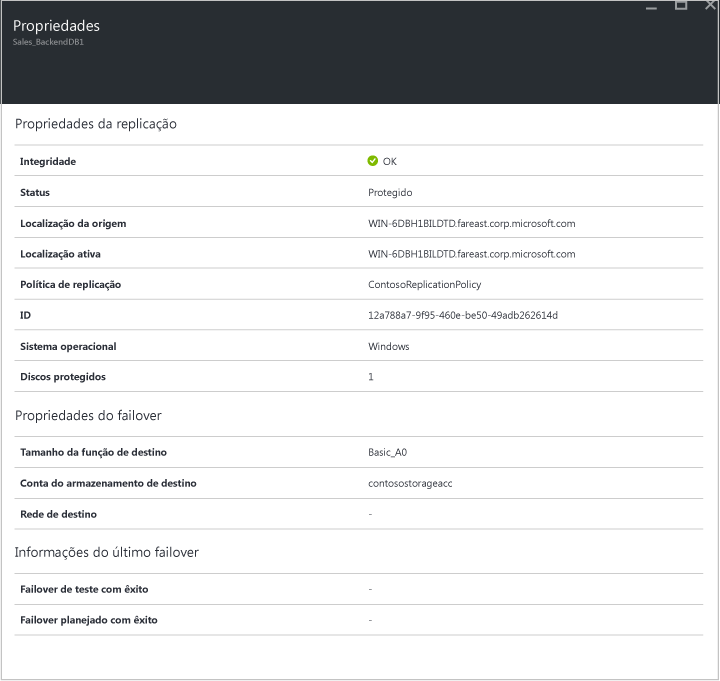 Propriedades
Sales_BackendDB1
Propriedades da replicação
Integridade OK
Status Protegido
Localização da origem WIN-6DBH1BILDTD.fareast.corp.microsoft.com
Localização ativa WIN-6DBH1BILDTD.fareast.corp.microsoft.com
Política de replicação ContosoReplicationPolicy
ID 12a788a7-9f95-460e-be50-49adb262614d
Sistema operacional Windows
Discos protegidos 1
Propriedades do failover
Tamanho da função de destino Basic_A0
Conta do armazenamento de destino contosostorageacc
Rede de destino -
Informações do último failover
Failover de teste com êxito -
Failover planejado com êxito -